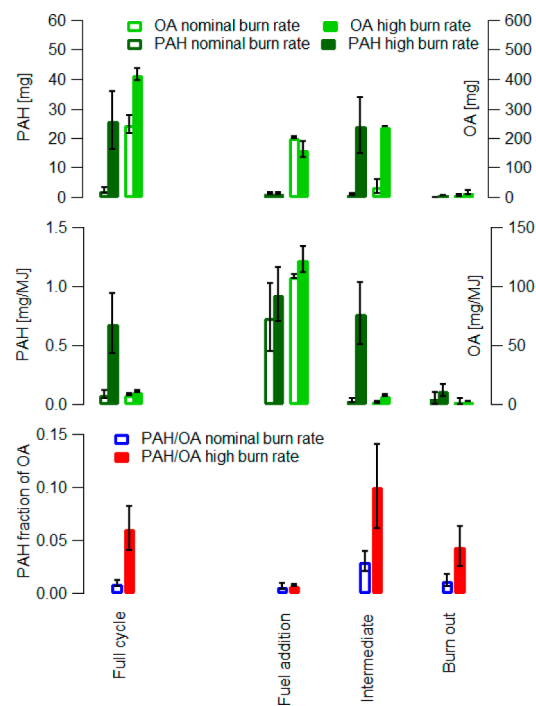 60
50
40
30
20
10
0
PAH [mg]
OA nominal burn rate
OA high burn rate
PAH nominal burn rate
PAH high burn rate
600
500
400
300
200
100
0
OA [mg]
1.5
1.0
0.5
0.0
PAH [mg/MJ]
150
100
50
0
OA [mg/MJ]
0.15
0.10
0.05
0.00
PAH fraction of OA
PAH/OA nominal burn rate
PAH/OA high burn rate
Full cycle
Fuel addition
Intermediate
Burn out